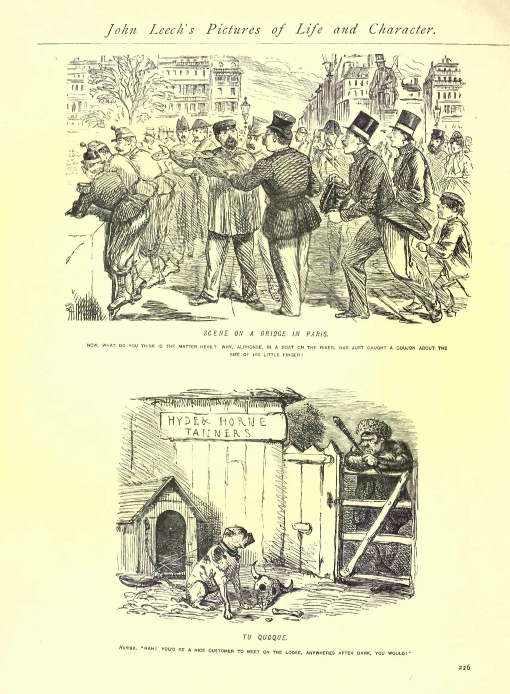 John Leech's Pictures of Life and Character.
SCENE ON A BRIDGE IN PARIS.
NOW, WHAT DO YOU THINK IS THE MATTER HERE? WHY, ALPHONSE, IN A BOAT ON THE RIVER, HAS JUST CAUGHT A GOUJON ABOUT THE
SIZE OF HIS LITTLE FINGER!
HYDE & HORNE
TANNERS
TU QUOQUE.
"HAH! YOU'D BE A NICE CUSTOMER TO MEET ON THE LOOSE, ANYWHERES AFTER DARK, YOU WOULD!"
226